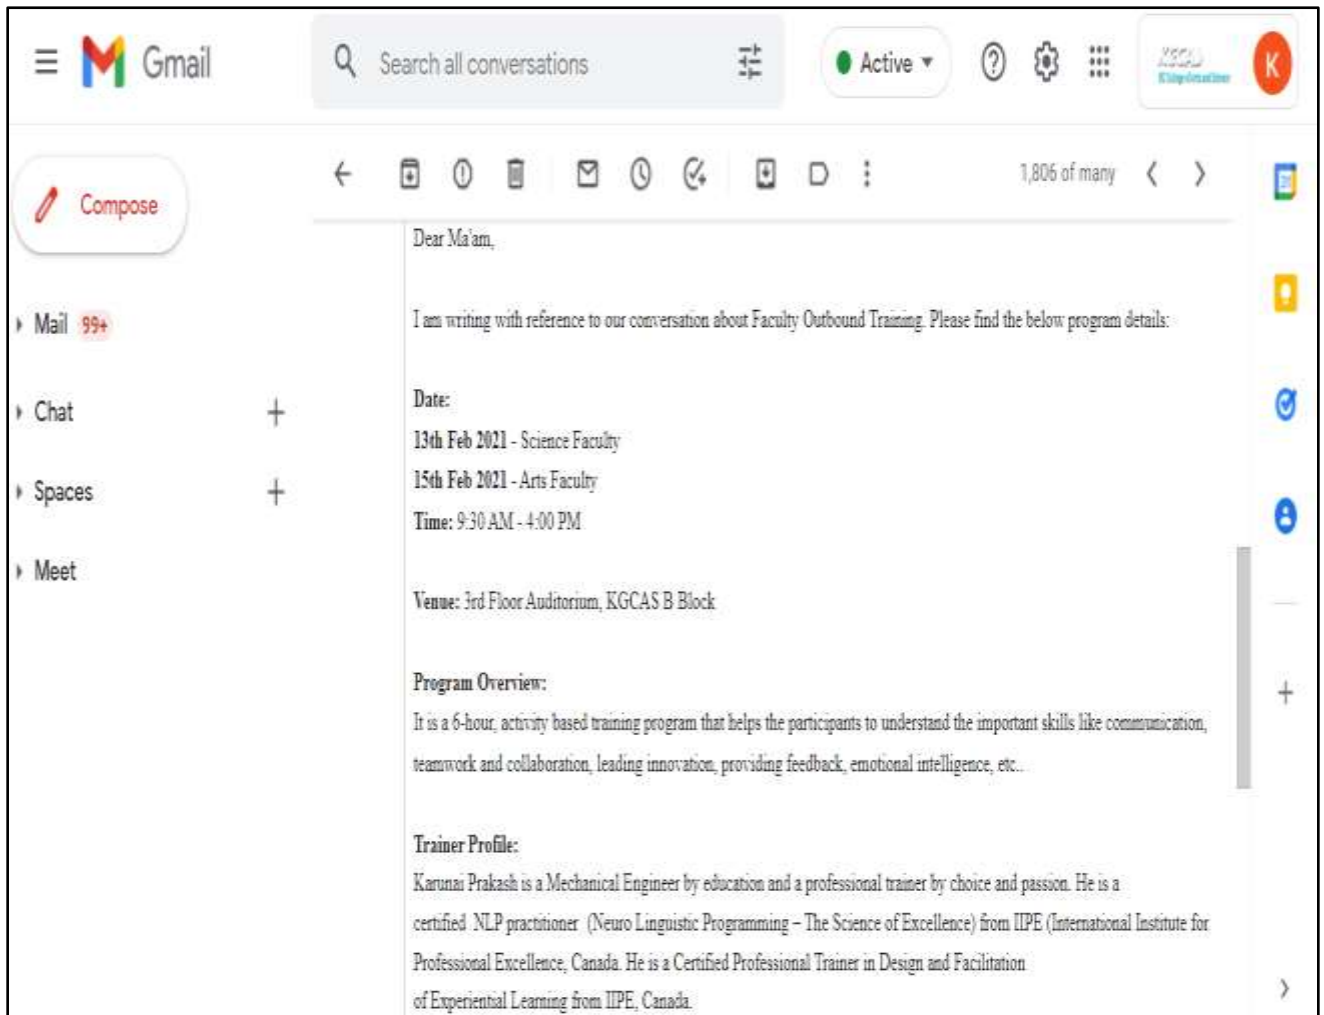 Gmail
Search all conversations
Active
K
Compose
1,806 of many
Mail 99+
Chat
Spaces
Meet
Dear Ma'am,
I am writing with reference to our conversation about Faculty Outbound Training. Please find the below program details:
Date:
13th Feb 2021 - Science Faculty
15th Feb 2021 - Arts Faculty
Time: 9:30 AM - 4:00 PM
Venue: 3rd Floor Auditorium, KGCAS B Block
Program Overview:
It is a 6-hour, activity based training program that helps the participants to understand the important skills like communication,
teamwork and collaboration, leading innovation, providing feedback, emotional intelligence, etc..
Trainer Profile:
Karunai Prakash is a Mechanical Engineer by education and a professional trainer by choice and passion. He is a
certified NLP practitioner (Neuro Linguistic Programming – The Science of Excellence) from IIPE (International Institute for
Professional Excellence, Canada. He is a Certified Professional Trainer in Design and Facilitation
of Experiential Learning from IIPE, Canada.